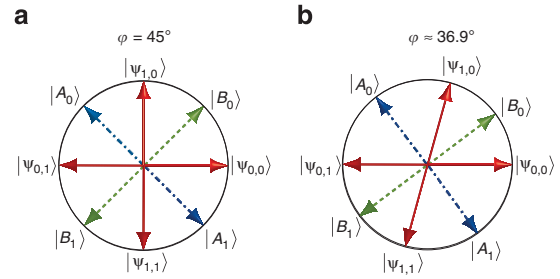 a
φ = 45°
|ψ1,0⟩
|A0⟩
|B0⟩
|ψ0,1⟩
|ψ0,0⟩
|B1⟩
|A1⟩
|ψ1,1⟩
b
φ ≈ 36.9°
|ψ1,0⟩
|A0⟩
|B0⟩
|ψ0,1⟩
|ψ0,0⟩
|B1⟩
|A1⟩
|ψ1,1⟩